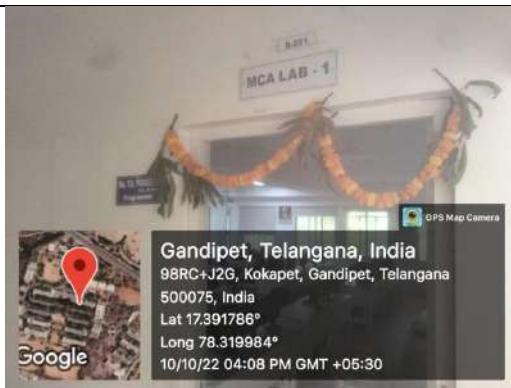 MCA LAB - 1
GPS Map Camera
Gandipet, Telangana, India
98RC+J2G, Kokapet, Gandipet, Telangana
500075, India
Lat 17.391786°
Long 78.319984°
10/10/22 04:08 PM GMT +05:30
Google